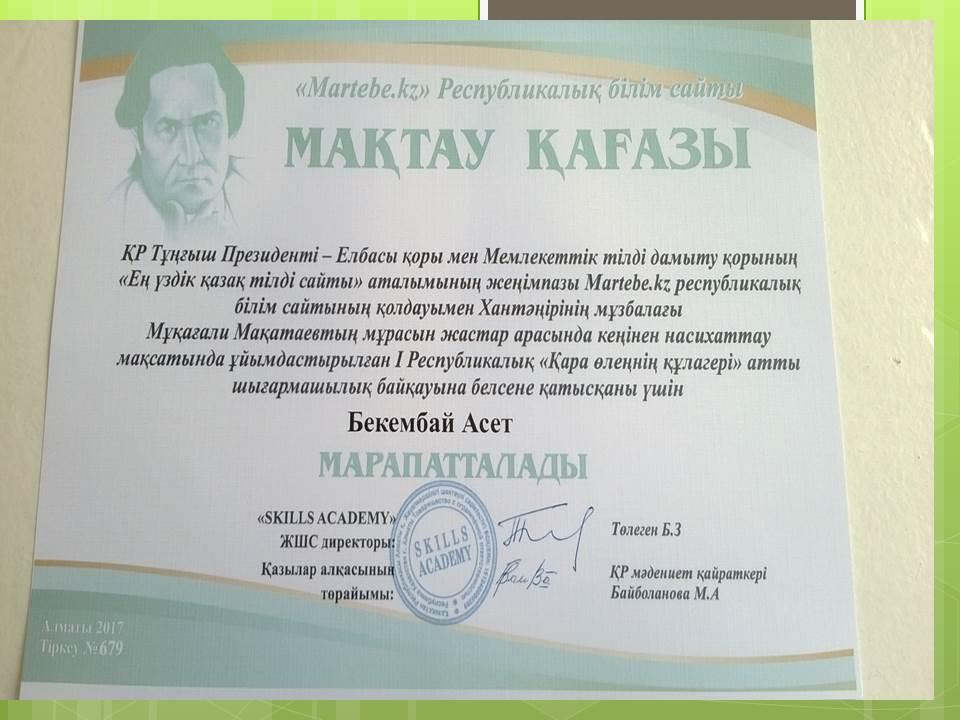 «Martebe.kz» Республикалық білім сайты
МАҚТАУ ҚАҒАЗЫ
ҚР Тұңғыш Президенті – Елбасы қоры мен Мемлекеттік тілді дамыту қорының
«Ең үздік қазақ тілді сайты» аталымының жеңімпазы Martebe.kz республикалық
білім сайтының қолдауымен Хантәңірінің мұзбалағы
Мұқағали Мақатаевтың мұрасын жастар арасында кеңінен насихаттау
мақсатында ұйымдастырылған I Республикалық «Қара өлеңнің құлагері» атты
шығармашылық байқауына белсене қатысқаны үшін
Бекембай Асет
МАРАПАТТАЛАДЫ
«SKILLS ACADEMY»
ЖШС директоры:
Төлеген Б.З
Қазылар алқасының
төрайымы:
ҚР мәдениет қайраткері
Байболанова М.А
SKILLS
ACADEMY
Алматы 2017
Тіркеу №679